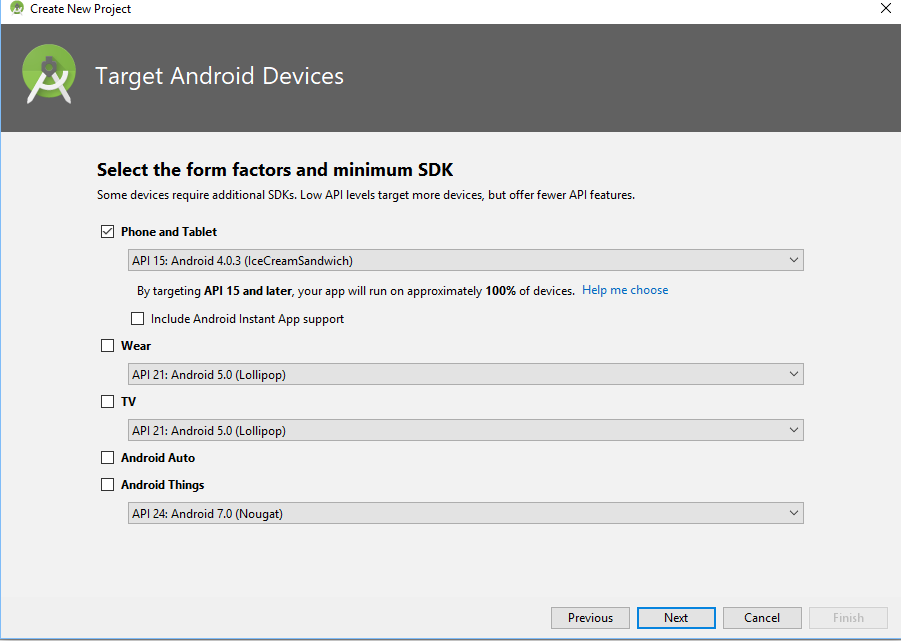 Create New Project
Target Android Devices
Select the form factors and minimum SDK
Some devices require additional SDKs. Low API levels target more devices, but offer fewer API features.
Phone and Tablet
API 15: Android 4.0.3 (IceCreamSandwich)
By targeting API 15 and later, your app will run on approximately 100% of devices. Help me choose
Include Android Instant App support
Wear
API 21: Android 5.0 (Lollipop)
TV
API 21: Android 5.0 (Lollipop)
Android Auto
Android Things
API 24: Android 7.0 (Nougat)
Previous Next Cancel Finish